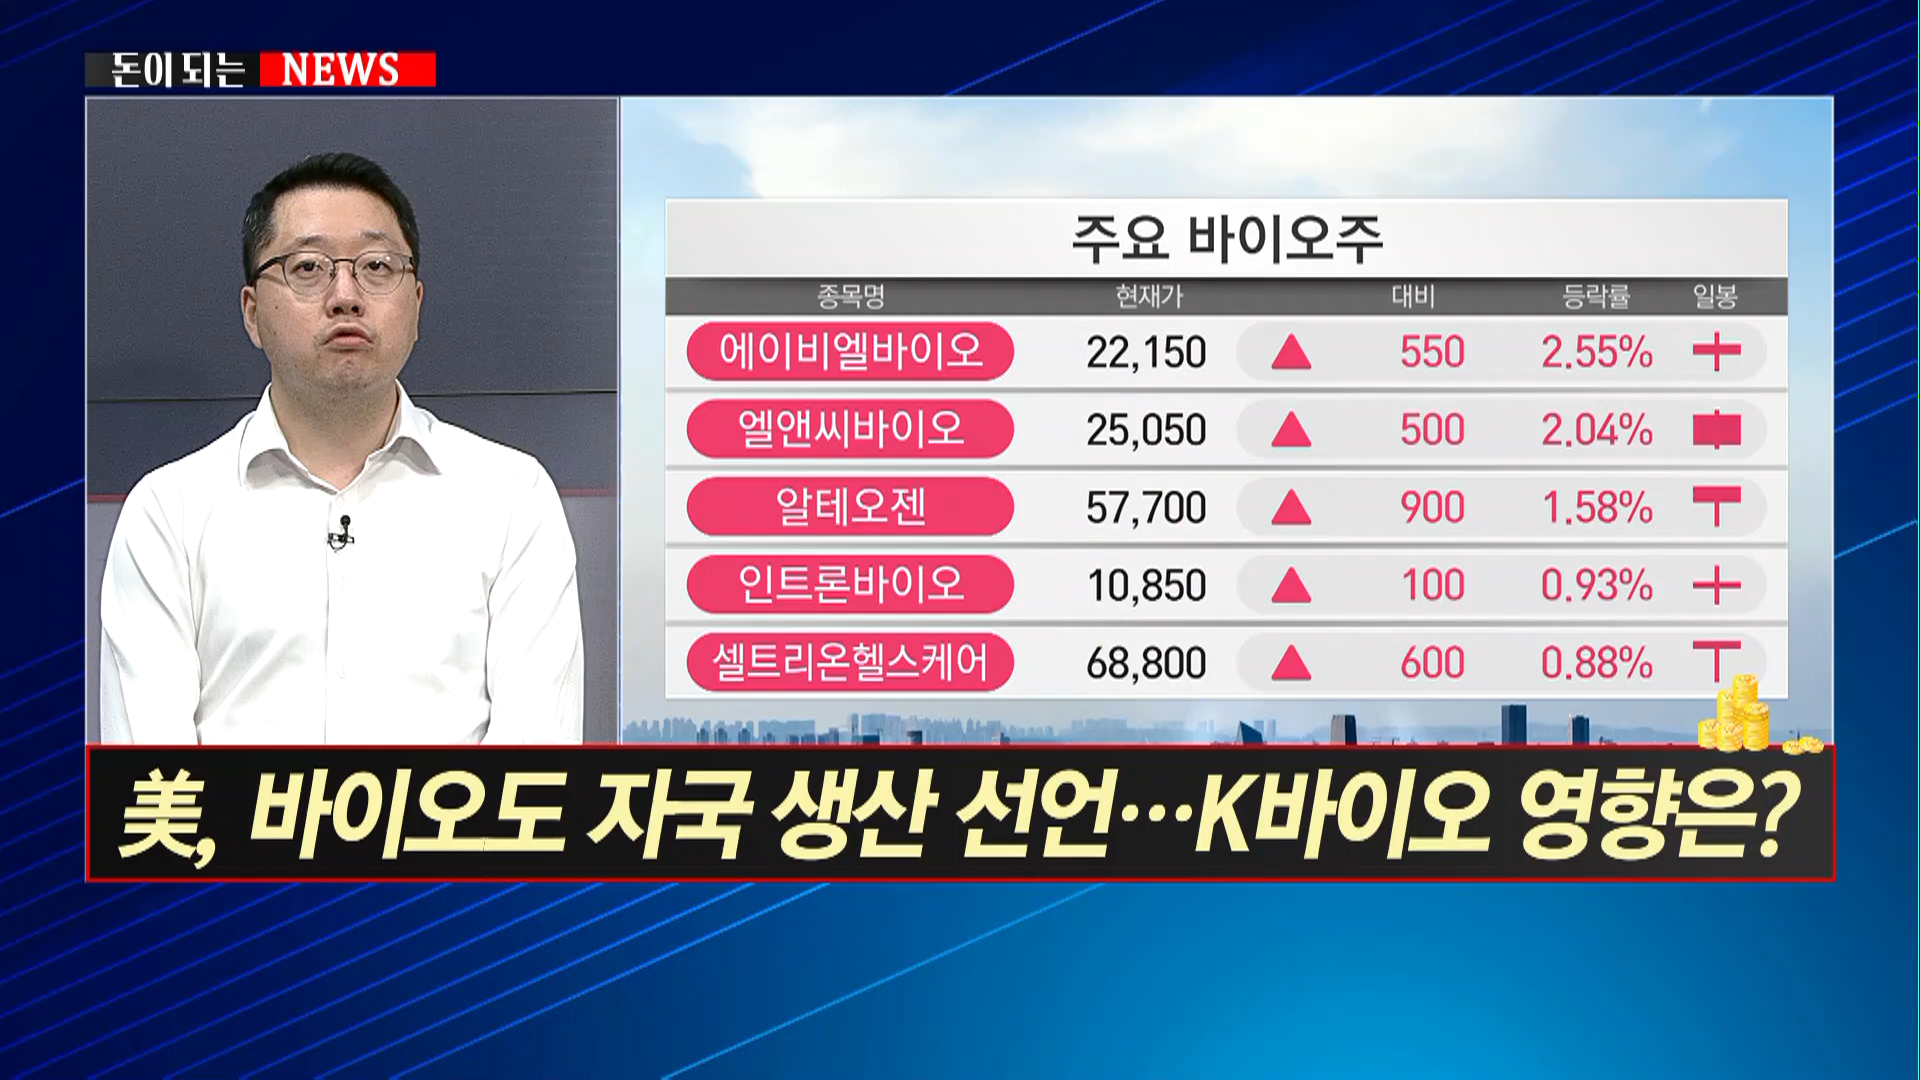 돈이 되는 NEWS
주요 바이오주
종목명 현재가 대비 등락률 일봉
에이비엘바이오 22,150 ▲ 550 2.55%
엘앤씨바이오 25,050 ▲ 500 2.04%
알테오젠 57,700 ▲ 900 1.58%
인트론바이오 10,850 ▲ 100 0.93%
셀트리온헬스케어 68,800 ▲ 600 0.88%
美, 바이오도 자국 생산 선언…K바이오 영향은?